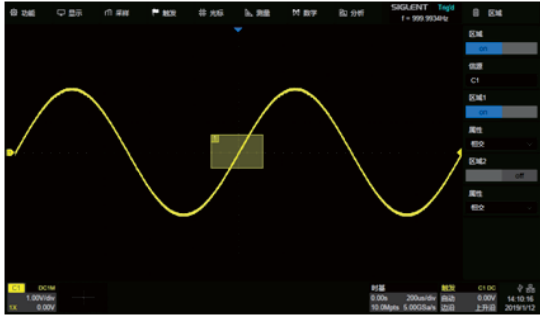 功能 显示 采样 触发 光标 测量 数学 分析 SIGLENT Trig'd 区域
f = 999.9934Hz
区域
on
信源
C1
区域1
on
属性
相交
区域2
off
属性
相交
C1 DC1M 时基 触发 C1 DC
1.00V/div 0.00s 200us/div 自动 0.00V 14:10:16
1X 0.00V 10.0Mpts 5.00GSa/s 边沿 上升沿 2019/1/12